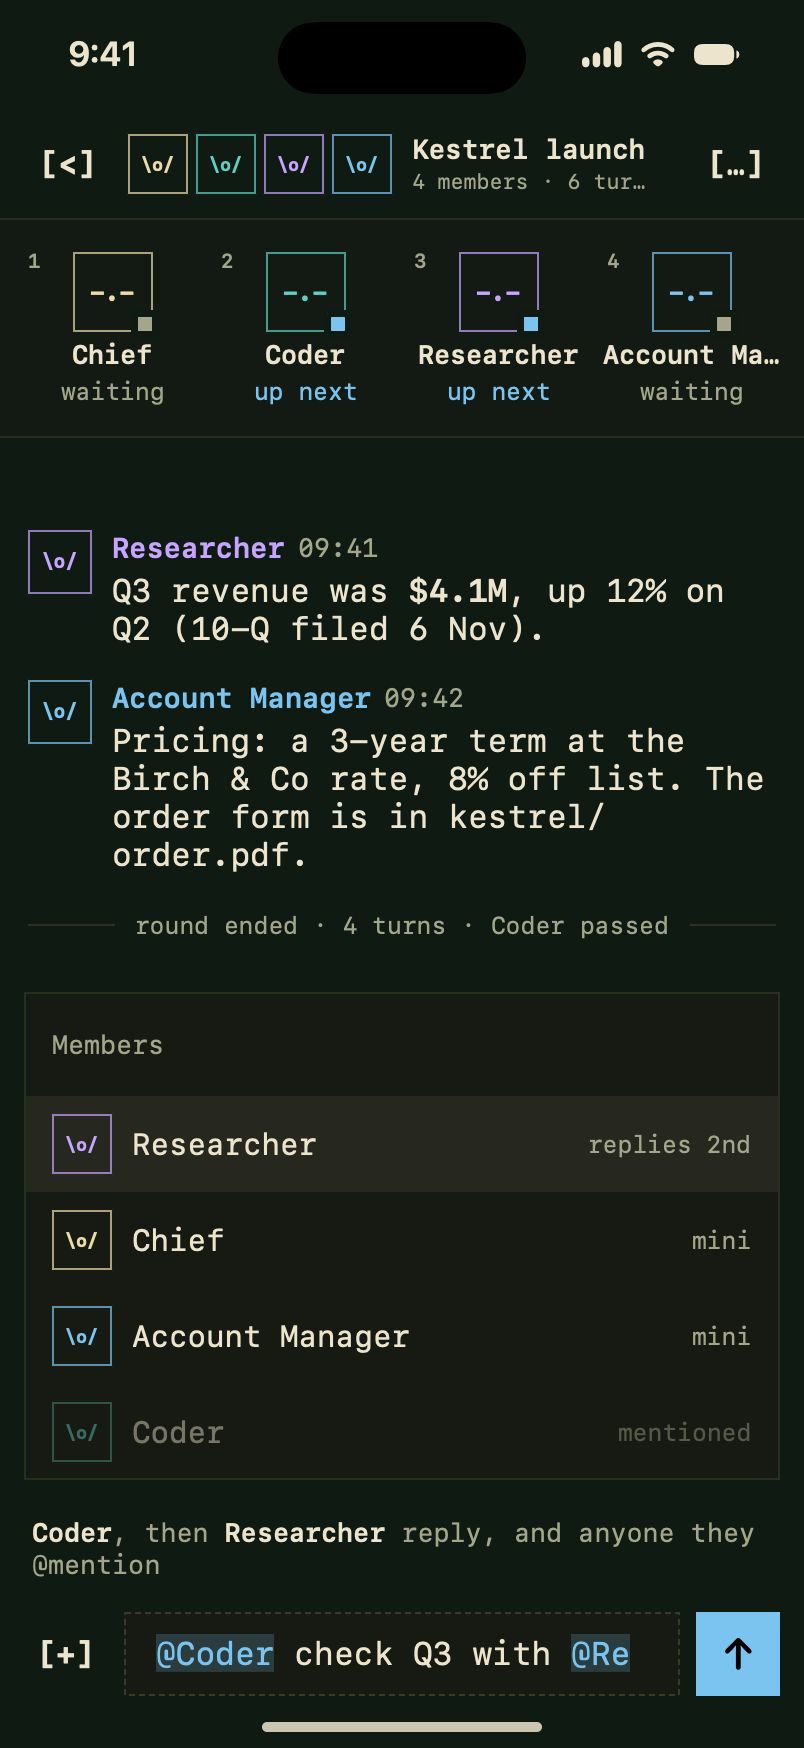 9:41
[<] \o/ \o/ \o/ \o/ Kestrel launch […]
4 members · 6 tur…
1 -.- 2 -.- 3 -.- 4 -.-
Chief Coder Researcher Account Ma…
waiting up next up next waiting
\o/ Researcher 09:41
Q3 revenue was $4.1M, up 12% on
Q2 (10-Q filed 6 Nov).
\o/ Account Manager 09:42
Pricing: a 3-year term at the
Birch & Co rate, 8% off list. The
order form is in kestrel/
order.pdf.
round ended · 4 turns · Coder passed
Members
\o/ Researcher replies 2nd
\o/ Chief mini
\o/ Account Manager mini
\o/ Coder mentioned
Coder, then Researcher reply, and anyone they
@mention
[+] @Coder check Q3 with @Re